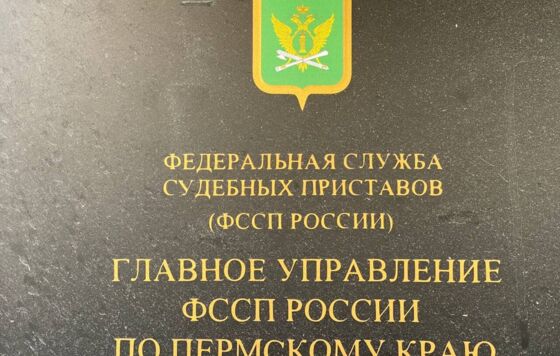 ФЕДЕРАЛЬНАЯ СЛУЖБА
СУДЕБНЫХ ПРИСТАВОВ
(ФССП РОССИИ)
ГЛАВНОЕ УПРАВЛЕНИЕ
ФССП РОССИИ
ПО ПЕРМСКОМУ КРАЮ